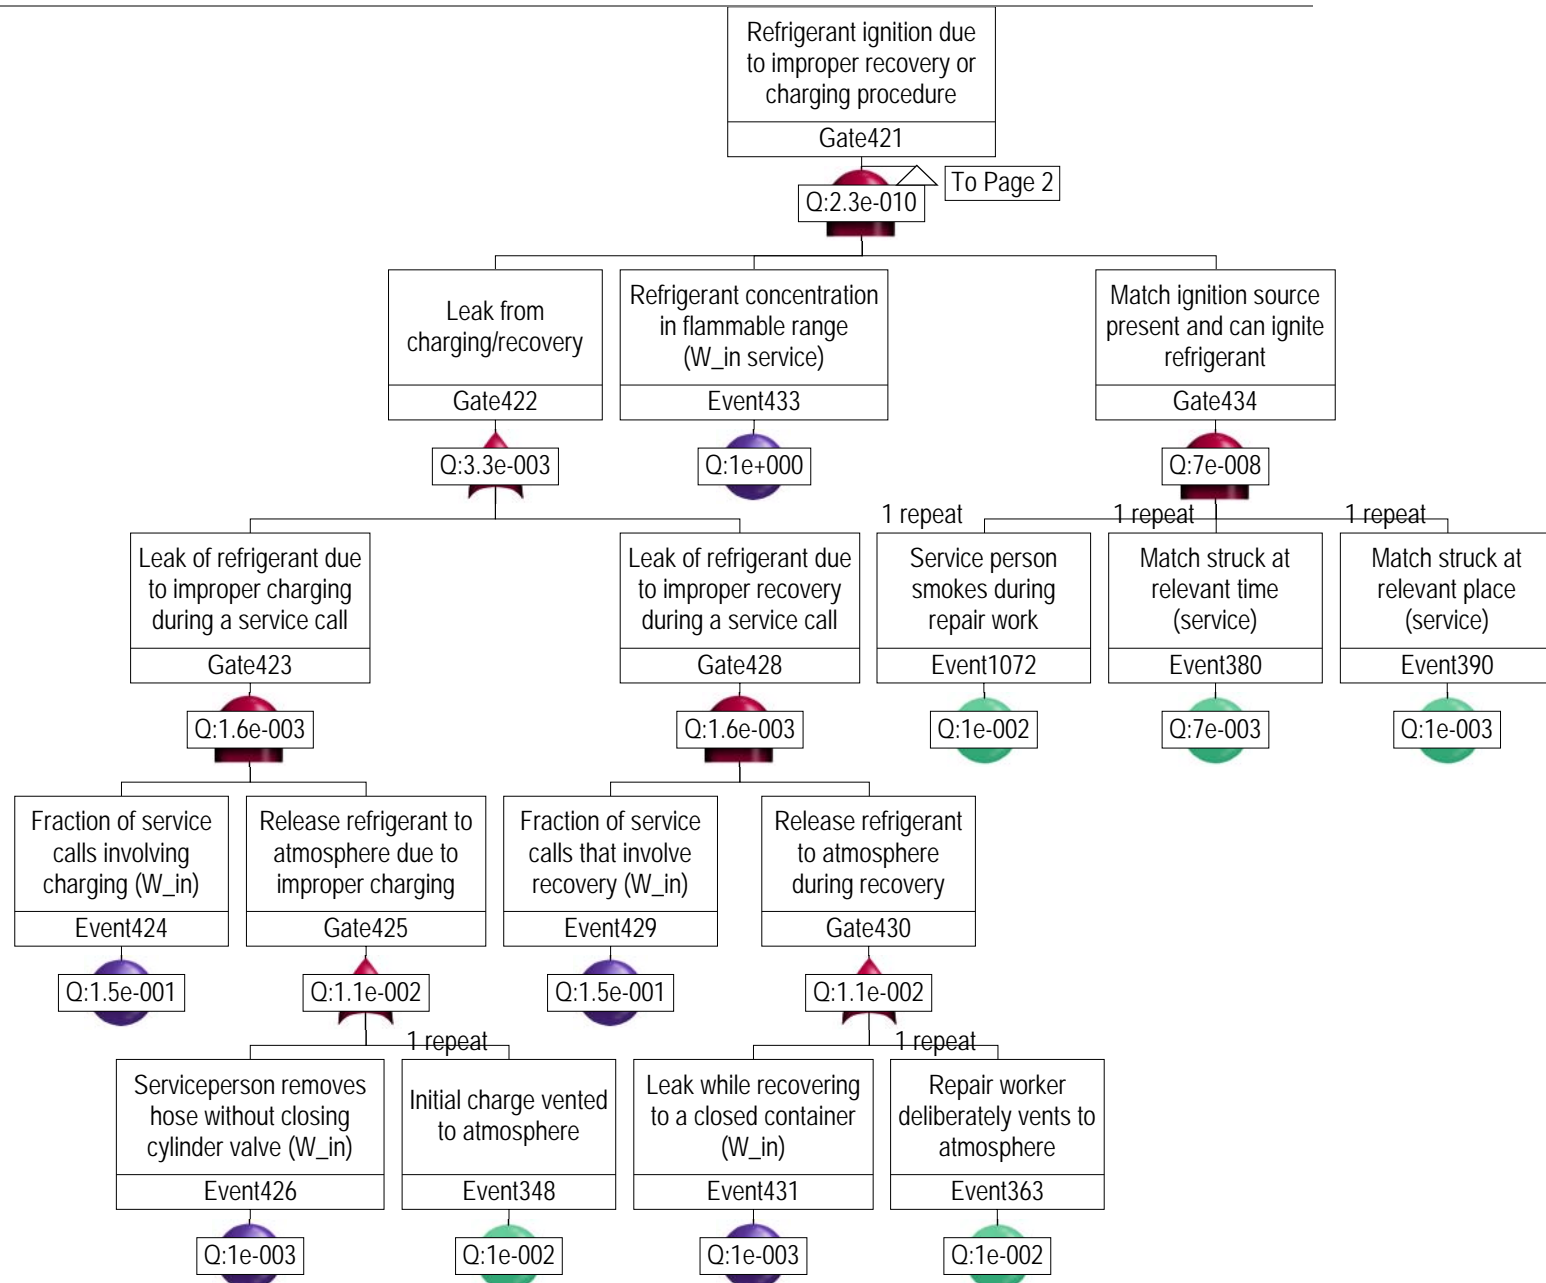 Refrigerant ignition due
to improper recovery or
charging procedure
Gate421
To Page 2
Q:2.3e-010
Leak from
charging/recovery
Gate422
Q:3.3e-003
Refrigerant concentration
in flammable range
(W_in service)
Event433
Q:1e+000
Match ignition source
present and can ignite
refrigerant
Gate434
Q:7e-008
Leak of refrigerant due
to improper charging
during a service call
Gate423
Q:1.6e-003
Leak of refrigerant due
to improper recovery
during a service call
Gate428
Q:1.6e-003
1 repeat
Service person
smokes during
repair work
Event1072
Q:1e-002
1 repeat
Match struck at
relevant time
(service)
Event380
Q:7e-003
1 repeat
Match struck at
relevant place
(service)
Event390
Q:1e-003
Fraction of service
calls involving
charging (W_in)
Event424
Q:1.5e-001
Release refrigerant to
atmosphere due to
improper charging
Gate425
Q:1.1e-002
Fraction of service
calls that involve
recovery (W_in)
Event429
Q:1.5e-001
Release refrigerant
to atmosphere
during recovery
Gate430
Q:1.1e-002
Serviceperson removes
hose without closing
cylinder valve (W_in)
Event426
Q:1e-003
1 repeat
Initial charge vented
to atmosphere
Event348
Q:1e-002
Leak while recovering
to a closed container
(W_in)
Event431
Q:1e-003
1 repeat
Repair worker
deliberately vents to
atmosphere
Event363
Q:1e-002